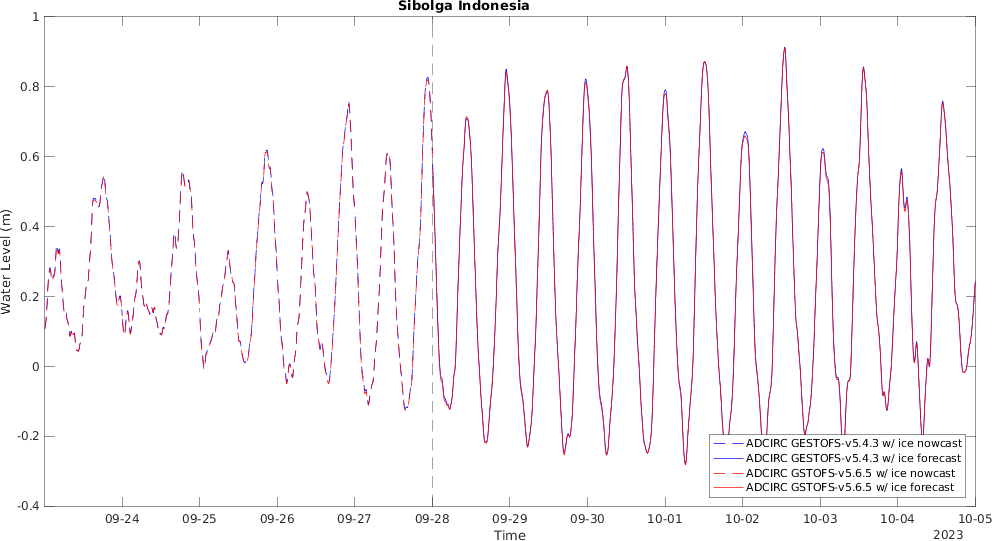 Sibolga Indonesia
1
0.8
0.6
0.4
0.2
0
-0.2
-0.4
Water Level (m)
09-24 09-25 09-26 09-27 09-28 09-29 09-30 10-01 10-02 10-03 10-04 10-05
Time
2023
ADCIRC GESTOFS-v5.4.3 w/ ice nowcast
ADCIRC GESTOFS-v5.4.3 w/ ice forecast
ADCIRC GSTOFS-v5.6.5 w/ ice nowcast
ADCIRC GSTOFS-v5.6.5 w/ ice forecast